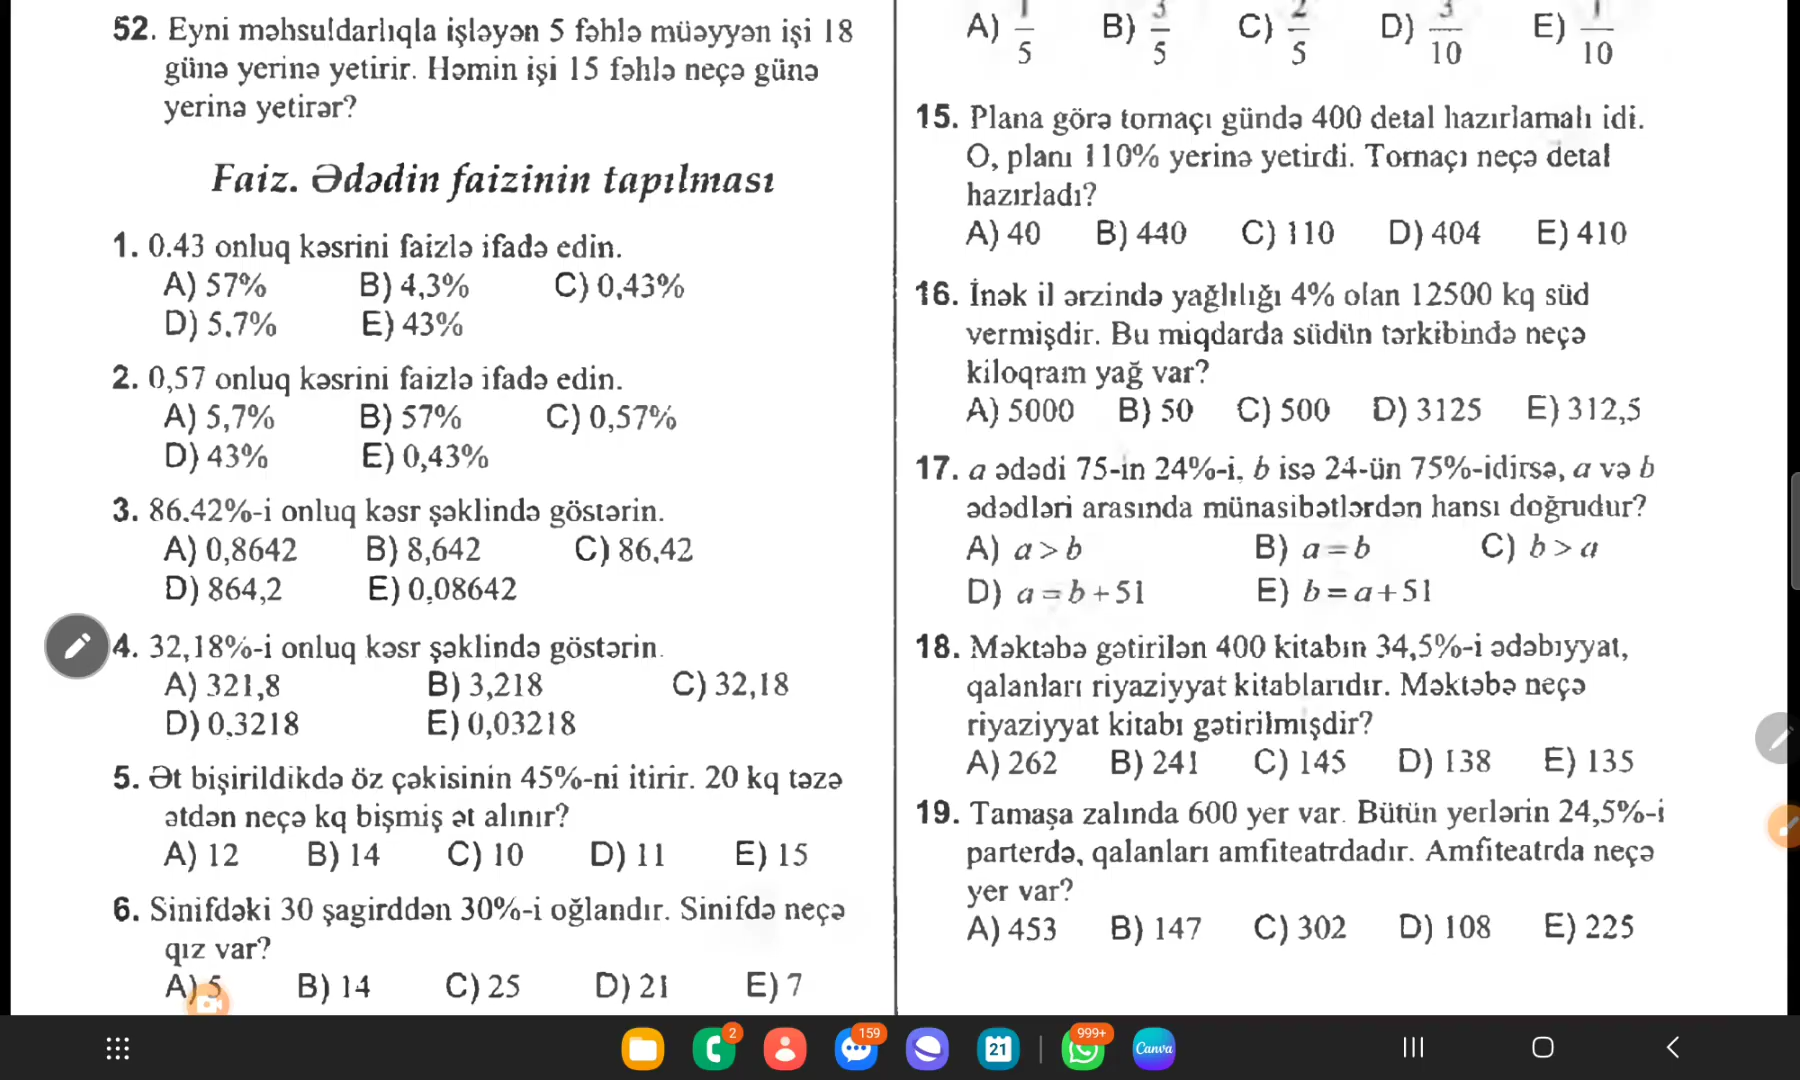 52. Eyni məhsuldarlıqla işləyən 5 fəhlə müəyyən işi 18
günə yerinə yetirir. Həmin işi 15 fəhlə neçə günə
yerinə yetirər?
Faiz. Ədədin faizinin tapılması
1. 0.43 onluq kəsrini faizlə ifadə edin.
A) 57% B) 4,3% C) 0,43%
D) 5.7% E) 43%
2. 0,57 onluq kəsrini faizlə ifadə edin.
A) 5,7% B) 57% C) 0,57%
D) 43% E) 0,43%
3. 86.42%-i onluq kəsr şəklində göstərin.
A) 0,8642 B) 8,642 C) 86,42
D) 864,2 E) 0,08642
4. 32,18%-i onluq kəsr şəklində göstərin.
A) 321,8 B) 3,218 C) 32,18
D) 0,3218 E) 0,03218
5. Ət bişirildikdə öz çəkisinin 45%-ni itirir. 20 kq təzə
ətdən neçə kq bişmiş ət alınır?
A) 12 B) 14 C) 10 D) 11 E) 15
6. Sinifdəki 30 şagirddən 30%-i oğlandır. Sinifdə neçə
qız var?
A) 5 B) 14 C) 25 D) 21 E) 7
A) 1/5 B) 3/5 C) 2/5 D) 3/10 E) 1/10
15. Plana görə tornaçı gündə 400 detal hazırlamalı idi.
O, planı 110% yerinə yetirdi. Tornaçı neçə detal
hazırladı?
A) 40 B) 440 C) 110 D) 404 E) 410
16. İnək il ərzində yağlılığı 4% olan 12500 kq süd
vermişdir. Bu miqdarda südün tərkibində neçə
kiloqram yağ var?
A) 5000 B) 50 C) 500 D) 3125 E) 312,5
17. a ədədi 75-in 24%-i, b isə 24-ün 75%-idirsə, a və b
ədədləri arasında münasibətlərdən hansı doğrudur?
A) a > b B) a = b C) b > a
D) a = b + 51 E) b = a + 51
18. Məktəbə gətirilən 400 kitabın 34,5%-i ədəbıyyat,
qalanları riyaziyyat kitablarıdır. Məktəbə neçə
riyaziyyat kitabı gətirilmişdir?
A) 262 B) 241 C) 145 D) 138 E) 135
19. Tamaşa zalında 600 yer var. Bütün yerlərin 24,5%-i
parterdə, qalanları amfiteatrdadır. Amfiteatrda neçə
yer var?
A) 453 B) 147 C) 302 D) 108 E) 225
2
159
21
999+
Canva